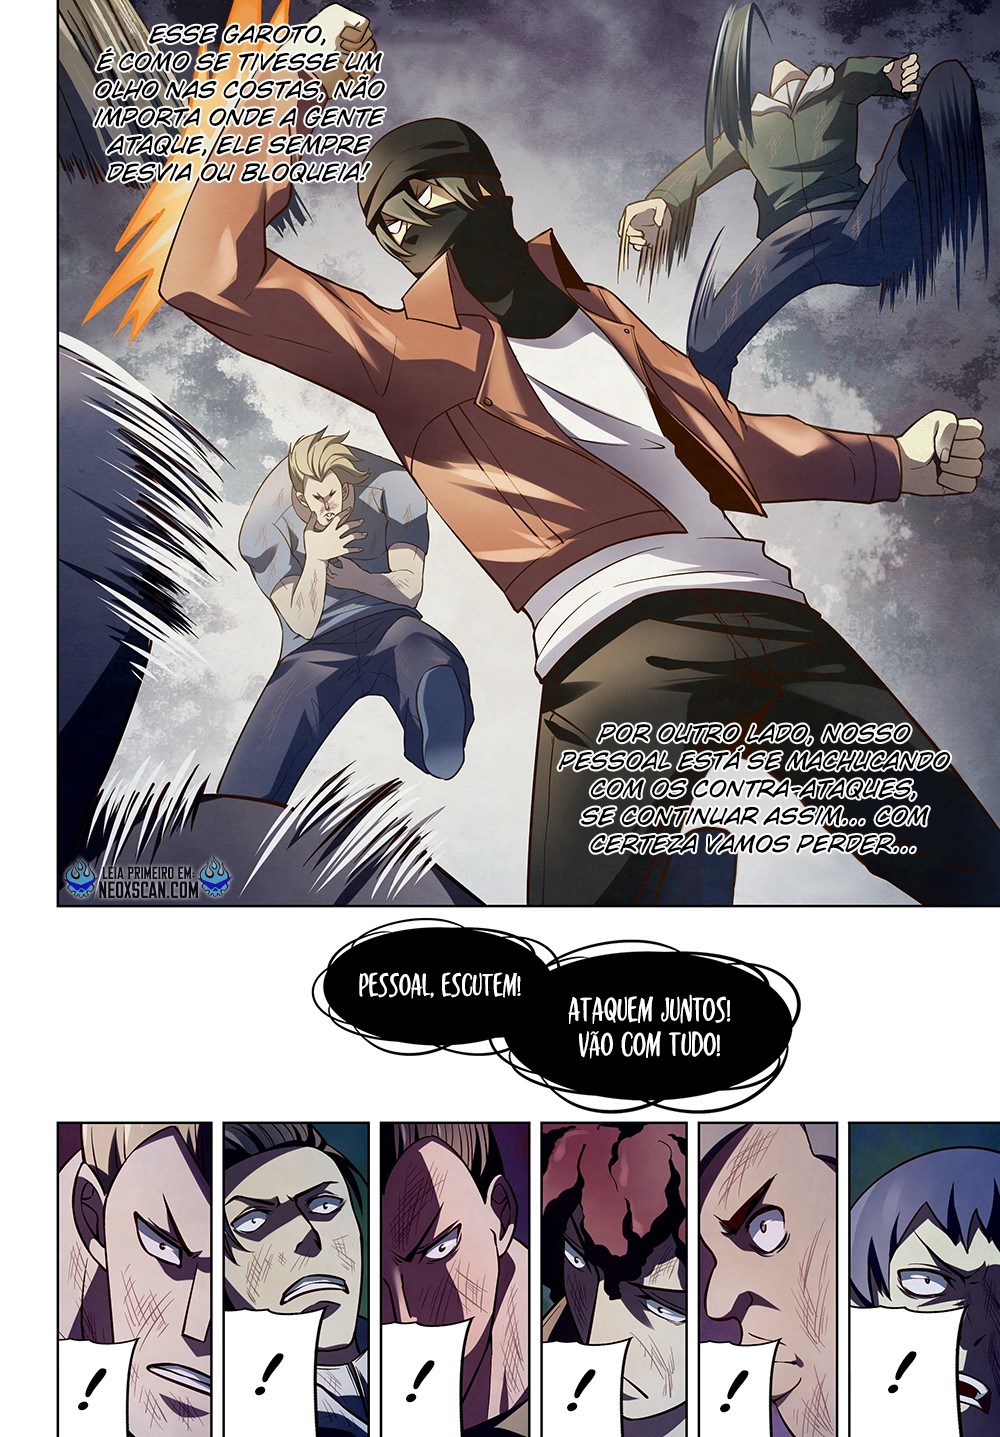 ESSE GAROTO,
É COMO SE TIVESSE UM
OLHO NAS COSTAS, NÃO
IMPORTA ONDE A GENTE
ATAQUE, ELE SEMPRE
DESVIA OU BLOQUEIA!
POR OUTRO LADO, NOSSO
PESSOAL ESTÁ SE MACHUCANDO
COM OS CONTRA-ATAQUES,
SE CONTINUAR ASSIM... COM
CERTEZA VAMOS PERDER...
LEIA PRIMEIRO EM:
NEOXSCAN.COM
PESSOAL, ESCUTEM!
ATAQUEM JUNTOS!
VÃO COM TUDO!
!
!
!
!
!
!